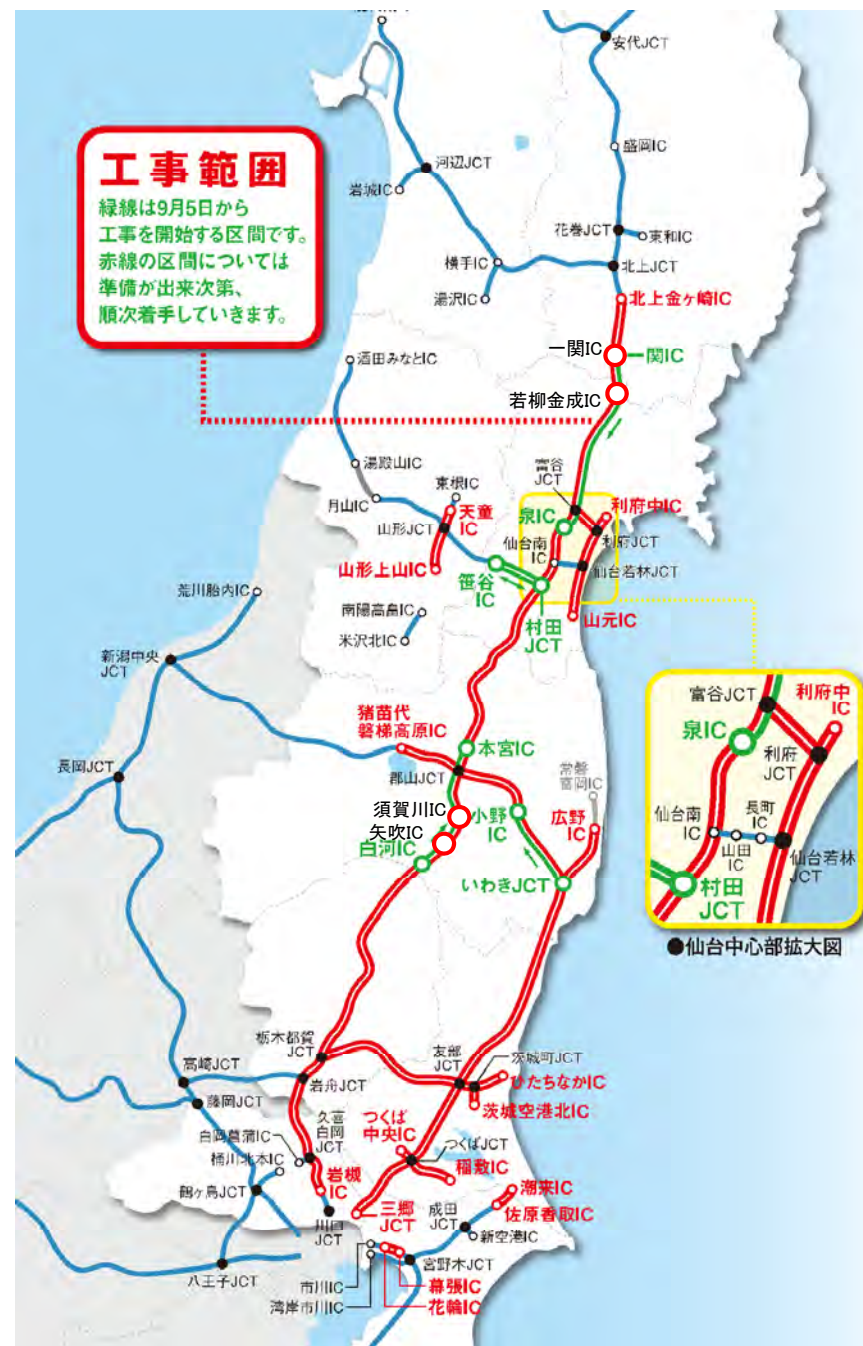 安代JCT
工事範囲
緑線は9月5日から
工事を開始する区間です。
赤線の区間については
準備が出来次第、
順次着手していきます。
盛岡IC
河辺JCT
岩城IC
花巻JCT
東和IC
横手IC
北上JCT
湯沢IC
北上金ヶ崎IC
一関IC
一関IC
酒田みなとIC
若柳金成IC
湯殿山IC
富谷
JCT
東根IC
月山IC
天童
IC
利府中IC
泉IC
山形JCT
利府JCT
仙台南
IC
山形上山IC
笹谷
IC
仙台若林JCT
荒川胎内IC
南陽高畠IC
山元IC
村田
JCT
米沢北IC
新潟中央
JCT
富谷JCT
利府中
IC
泉IC
利府
JCT
仙台南
IC
長町
IC
山田
IC
仙台若林
JCT
村田
JCT
●仙台中心部拡大図
猪苗代
磐梯高原IC
本宮IC
長岡JCT
郡山JCT
常磐
富岡IC
須賀川IC
小野
IC
広野
IC
矢吹IC
白河IC
いわきJCT
栃木都賀
JCT
友部
JCT
茨城町JCT
高崎JCT
岩舟JCT
ひたちなかIC
藤岡JCT
茨城空港北IC
久喜
白岡
JCT
つくば
中央IC
白岡菖蒲IC
つくばJCT
桶川北本IC
岩槻
IC
稲敷IC
鶴ヶ島JCT
潮来IC
川口
JCT
三郷
JCT
成田
JCT
佐原香取IC
新空港IC
八王子JCT
市川IC
宮野木JCT
湾岸市川IC
幕張IC
花輪IC